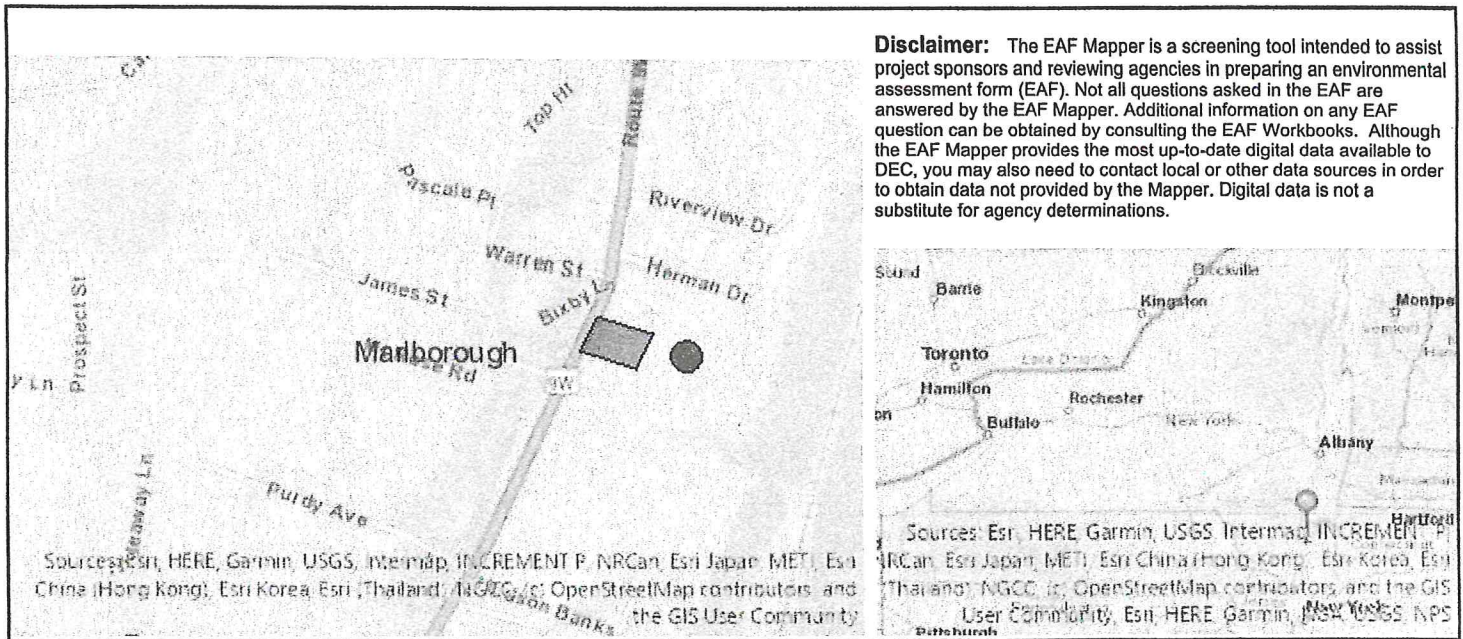 Disclaimer: The EAF Mapper is a screening tool intended to assist
project sponsors and reviewing agencies in preparing an environmental
assessment form (EAF). Not all questions asked in the EAF are
answered by the EAF Mapper. Additional information on any EAF
question can be obtained by consulting the EAF Workbooks. Although
the EAF Mapper provides the most up-to-date digital data available to
DEC, you may also need to contact local or other data sources in order
to obtain data not provided by the Mapper. Digital data is not a
substitute for agency determinations.
Top Hl
Pascale Pl
Riverview Dr
Warren St
Herman Dr
James St
Bixby Ln
Prospect St
Marlborough
Rd
y Ln
9W
Purdy Ave
Sources: Esri, HERE, Garmin, USGS, Intermap, INCREMENT P, NRCan, Esri Japan, METI, Esri
China (Hong Kong), Esri Korea, Esri (Thailand), NGCC, (c) OpenStreetMap contributors, and
the GIS User Community
Banks
Sound
Barrie
Kingston
Montpe
Toronto
Hamilton
Rochester
on
Buffalo
New York
Albany
Hartford
Sources: Esri, HERE, Garmin, USGS, Intermap, INCREMENT P,
NRCan, Esri Japan, METI, Esri China (Hong Kong), Esri Korea, Esri
(Thailand), NGCC, (c) OpenStreetMap contributors, and the GIS
User Community, Esri, HERE, Garmin, USGS, NPS
New York
Pittsburgh